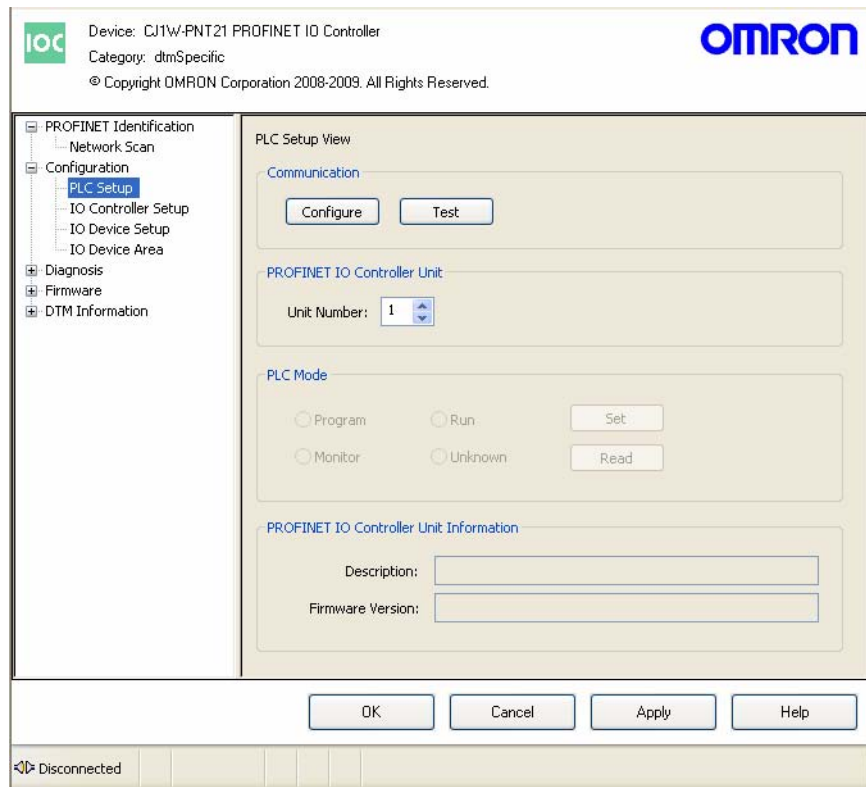 IOC
Device: CJ1W-PNT21 PROFINET IO Controller
OMRON
Category: dtmSpecific
© Copyright OMRON Corporation 2008-2009. All Rights Reserved.
PROFINET Identification
Network Scan
Configuration
PLC Setup
IO Controller Setup
IO Device Setup
IO Device Area
Diagnosis
Firmware
DTM Information
PLC Setup View
Communication
Configure Test
PROFINET IO Controller Unit
Unit Number: 1
PLC Mode
Program Run Set
Monitor Unknown Read
PROFINET IO Controller Unit Information
Description:
Firmware Version:
OK Cancel Apply Help
Disconnected